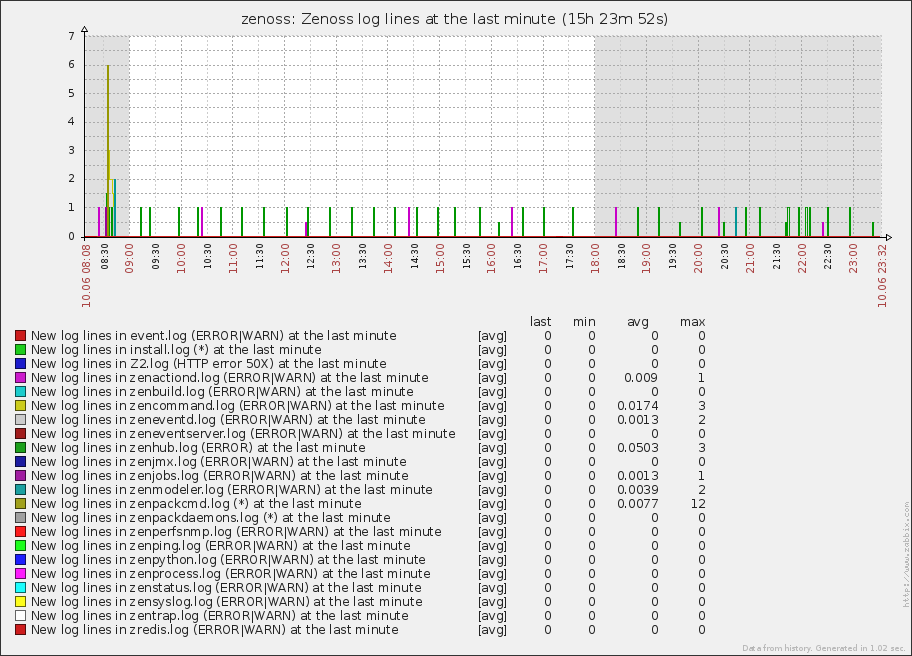 zenoss: Zenoss log lines at the last minute (15h 23m 52s)
7
6
5
4
3
2
1
0
10.06 08:08 08:30 09:00 09:30 10:00 10:30 11:00 11:30 12:00 12:30 13:00 13:30 14:00 14:30 15:00 15:30 16:00 16:30 17:00 17:30 18:00 18:30 19:00 19:30 20:00 20:30 21:00 21:30 22:00 22:30 23:00 10.06 23:32
last min avg max
New log lines in event.log (ERROR|WARN) at the last minute [avg] 0 0 0 0
New log lines in install.log (*) at the last minute [avg] 0 0 0 0
New log lines in Z2.log (HTTP error 50X) at the last minute [avg] 0 0 0 0
New log lines in zenactiond.log (ERROR|WARN) at the last minute [avg] 0 0 0.009 1
New log lines in zenbuild.log (ERROR|WARN) at the last minute [avg] 0 0 0 0
New log lines in zencommand.log (ERROR|WARN) at the last minute [avg] 0 0 0.0174 3
New log lines in zeneventd.log (ERROR|WARN) at the last minute [avg] 0 0 0.0013 2
New log lines in zeneventserver.log (ERROR|WARN) at the last minute [avg] 0 0 0 0
New log lines in zenhub.log (ERROR) at the last minute [avg] 0 0 0.0503 3
New log lines in zenjmx.log (ERROR|WARN) at the last minute [avg] 0 0 0 0
New log lines in zenjobs.log (ERROR|WARN) at the last minute [avg] 0 0 0.0013 1
New log lines in zenmodeler.log (ERROR|WARN) at the last minute [avg] 0 0 0.0039 2
New log lines in zenpackcmd.log (*) at the last minute [avg] 0 0 0.0077 12
New log lines in zenpackdaemons.log (*) at the last minute [avg] 0 0 0 0
New log lines in zenperfsnmp.log (ERROR|WARN) at the last minute [avg] 0 0 0 0
New log lines in zenping.log (ERROR|WARN) at the last minute [avg] 0 0 0 0
New log lines in zenpython.log (ERROR|WARN) at the last minute [avg] 0 0 0 0
New log lines in zenprocess.log (ERROR|WARN) at the last minute [avg] 0 0 0 0
New log lines in zenstatus.log (ERROR|WARN) at the last minute [avg] 0 0 0 0
New log lines in zensyslog.log (ERROR|WARN) at the last minute [avg] 0 0 0 0
New log lines in zentrap.log (ERROR|WARN) at the last minute [avg] 0 0 0 0
New log lines in zredis.log (ERROR|WARN) at the last minute [avg] 0 0 0 0
http://www.zabbix.com
Data from history. Generated in 1.02 sec.